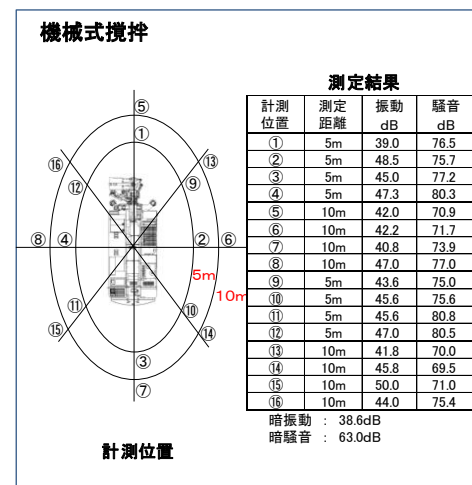 機械式撹拌
⑤
①
⑯
⑬
⑫
⑨
⑧
④
②
⑥
5m
10m
⑪
⑩
⑮
⑭
③
⑦
計測位置
測定結果
計測位置 測定距離 振動dB 騒音dB
① 5m 39.0 76.5
② 5m 48.5 75.7
③ 5m 45.0 77.2
④ 5m 47.3 80.3
⑤ 10m 42.0 70.9
⑥ 10m 42.2 71.7
⑦ 10m 40.8 73.9
⑧ 10m 47.0 77.0
⑨ 5m 43.6 75.0
⑩ 5m 45.6 75.6
⑪ 5m 45.6 80.8
⑫ 5m 47.0 80.5
⑬ 10m 41.8 70.0
⑭ 10m 45.8 69.5
⑮ 10m 50.0 71.0
⑯ 10m 44.0 75.4
暗振動 : 38.6dB
暗騒音 : 63.0dB